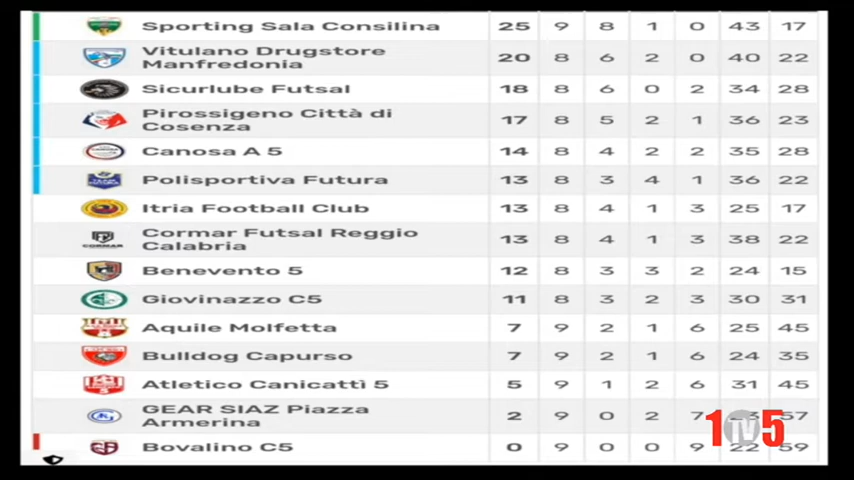 Sporting Sala Consilina 25 9 8 1 0 43 17
Vitulano Drugstore
Manfredonia 20 8 6 2 0 40 22
Sicurlube Futsal 18 8 6 0 2 34 28
Pirossigeno Città di
Cosenza 17 8 5 2 1 36 23
Canosa A 5 14 8 4 2 2 35 28
Polisportiva Futura 13 8 3 4 1 36 22
Itria Football Club 13 8 4 1 3 25 17
CORMAR
Cormar Futsal Reggio
Calabria 13 8 4 1 3 38 22
Benevento 5 12 8 3 3 2 24 15
Giovinazzo C5 11 8 3 2 3 30 31
Aquile Molfetta 7 9 2 1 6 25 45
Bulldog Capurso 7 9 2 1 6 24 35
Atletico Canicattì 5 5 9 1 2 6 31 45
GEAR SIAZ Piazza
Armerina 2 9 0 2 7 57
1TV5
Bovalino C5 0 9 0 0 9 22 59